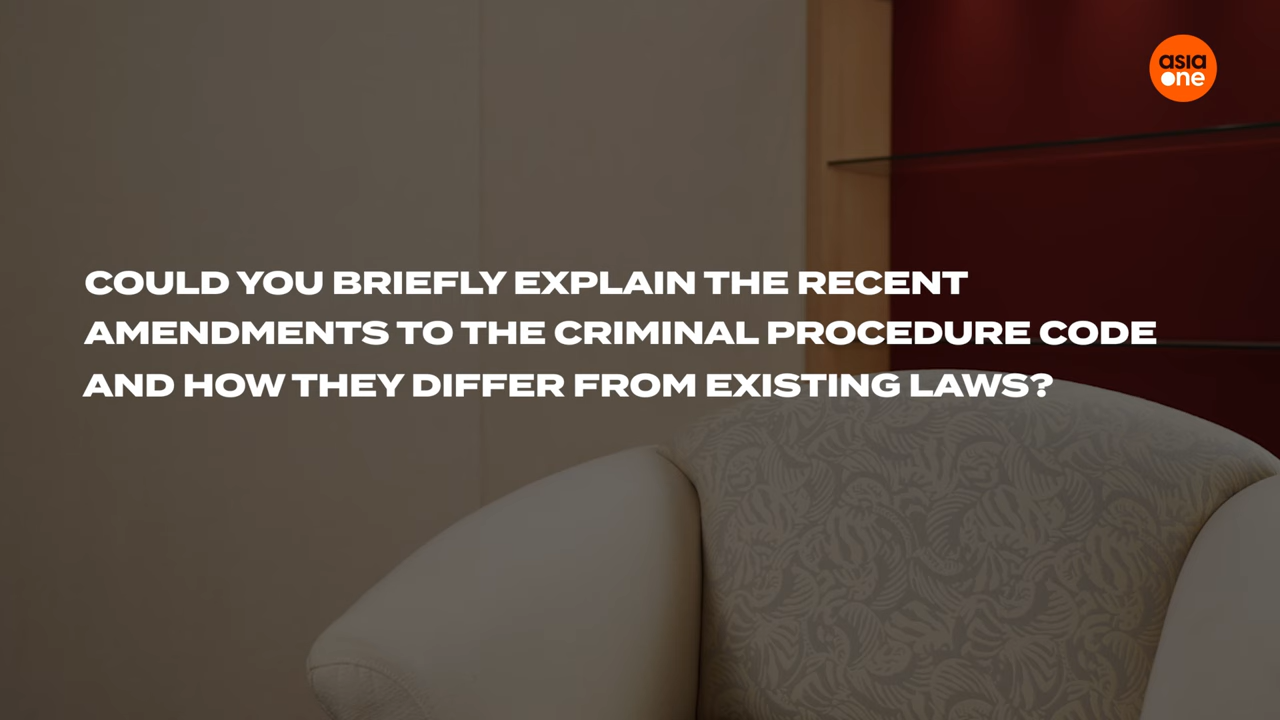 asia
one
COULD YOU BRIEFLY EXPLAIN THE RECENT
AMENDMENTS TO THE CRIMINAL PROCEDURE CODE
AND HOW THEY DIFFER FROM EXISTING LAWS?